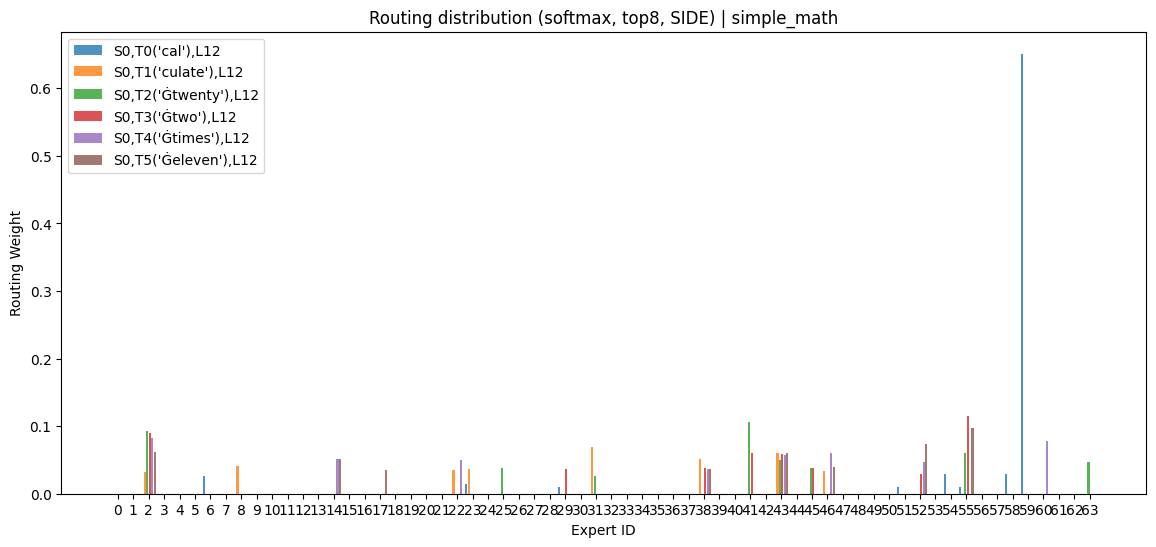 Routing distribution (softmax, top8, SIDE) | simple_math
S0,T0('cal'),L12
S0,T1('culate'),L12
S0,T2('Ġtwenty'),L12
S0,T3('Ġtwo'),L12
S0,T4('Ġtimes'),L12
S0,T5('Ġeleven'),L12
Routing Weight
0.6
0.5
0.4
0.3
0.2
0.1
0.0
0 1 2 3 4 5 6 7 8 9 10 11 12 13 14 15 16 17 18 19 20 21 22 23 24 25 26 27 28 29 30 31 32 33 34 35 36 37 38 39 40 41 42 43 44 45 46 47 48 49 50 51 52 53 54 55 56 57 58 59 60 61 62 63
Expert ID